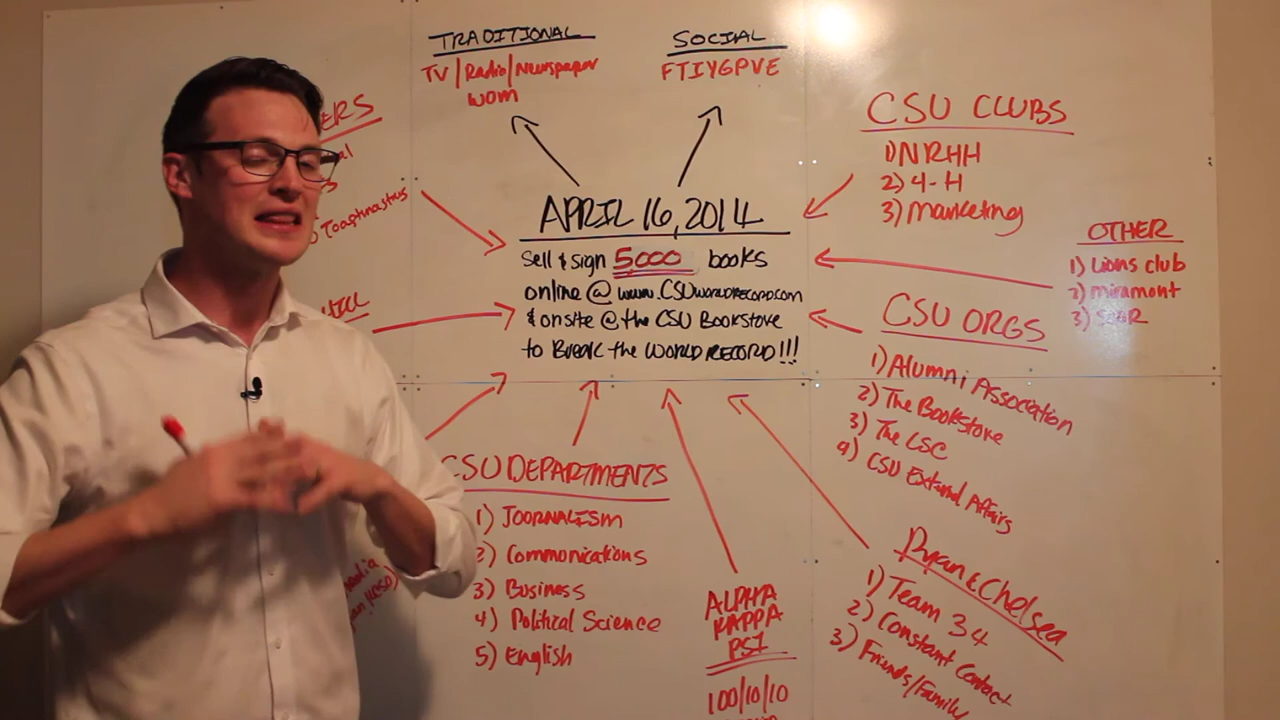 TRADITIONAL
TV/Radio/Newspaper
WOM
SOCIAL
FTIYGPVE
ERS
Toastmasters
APRIL 16, 2014
Sell & sign 5000 books
online @ www.CSUWORLDRECORD.com
& onsite @ the CSU Bookstore
to Break the WORLD RECORD!!!
CSU CLUBS
1) NRHH
2) 4-H
3) Marketing
OTHER
1) Lions club
2) Miramont
3)
CSU ORGS
1) Alumni Association
2) The Bookstore
3) The LSC
4) CSU External Affairs
CSU DEPARTMENTS
1) JOORNALISM
2) Communications
3) Business
4) Political Science
5) English
ALPHA
KAPPA
PSI
100/10/10
Ryan & Chelsea
1) Team 34
2) Constant Contact
3) Friends/Family